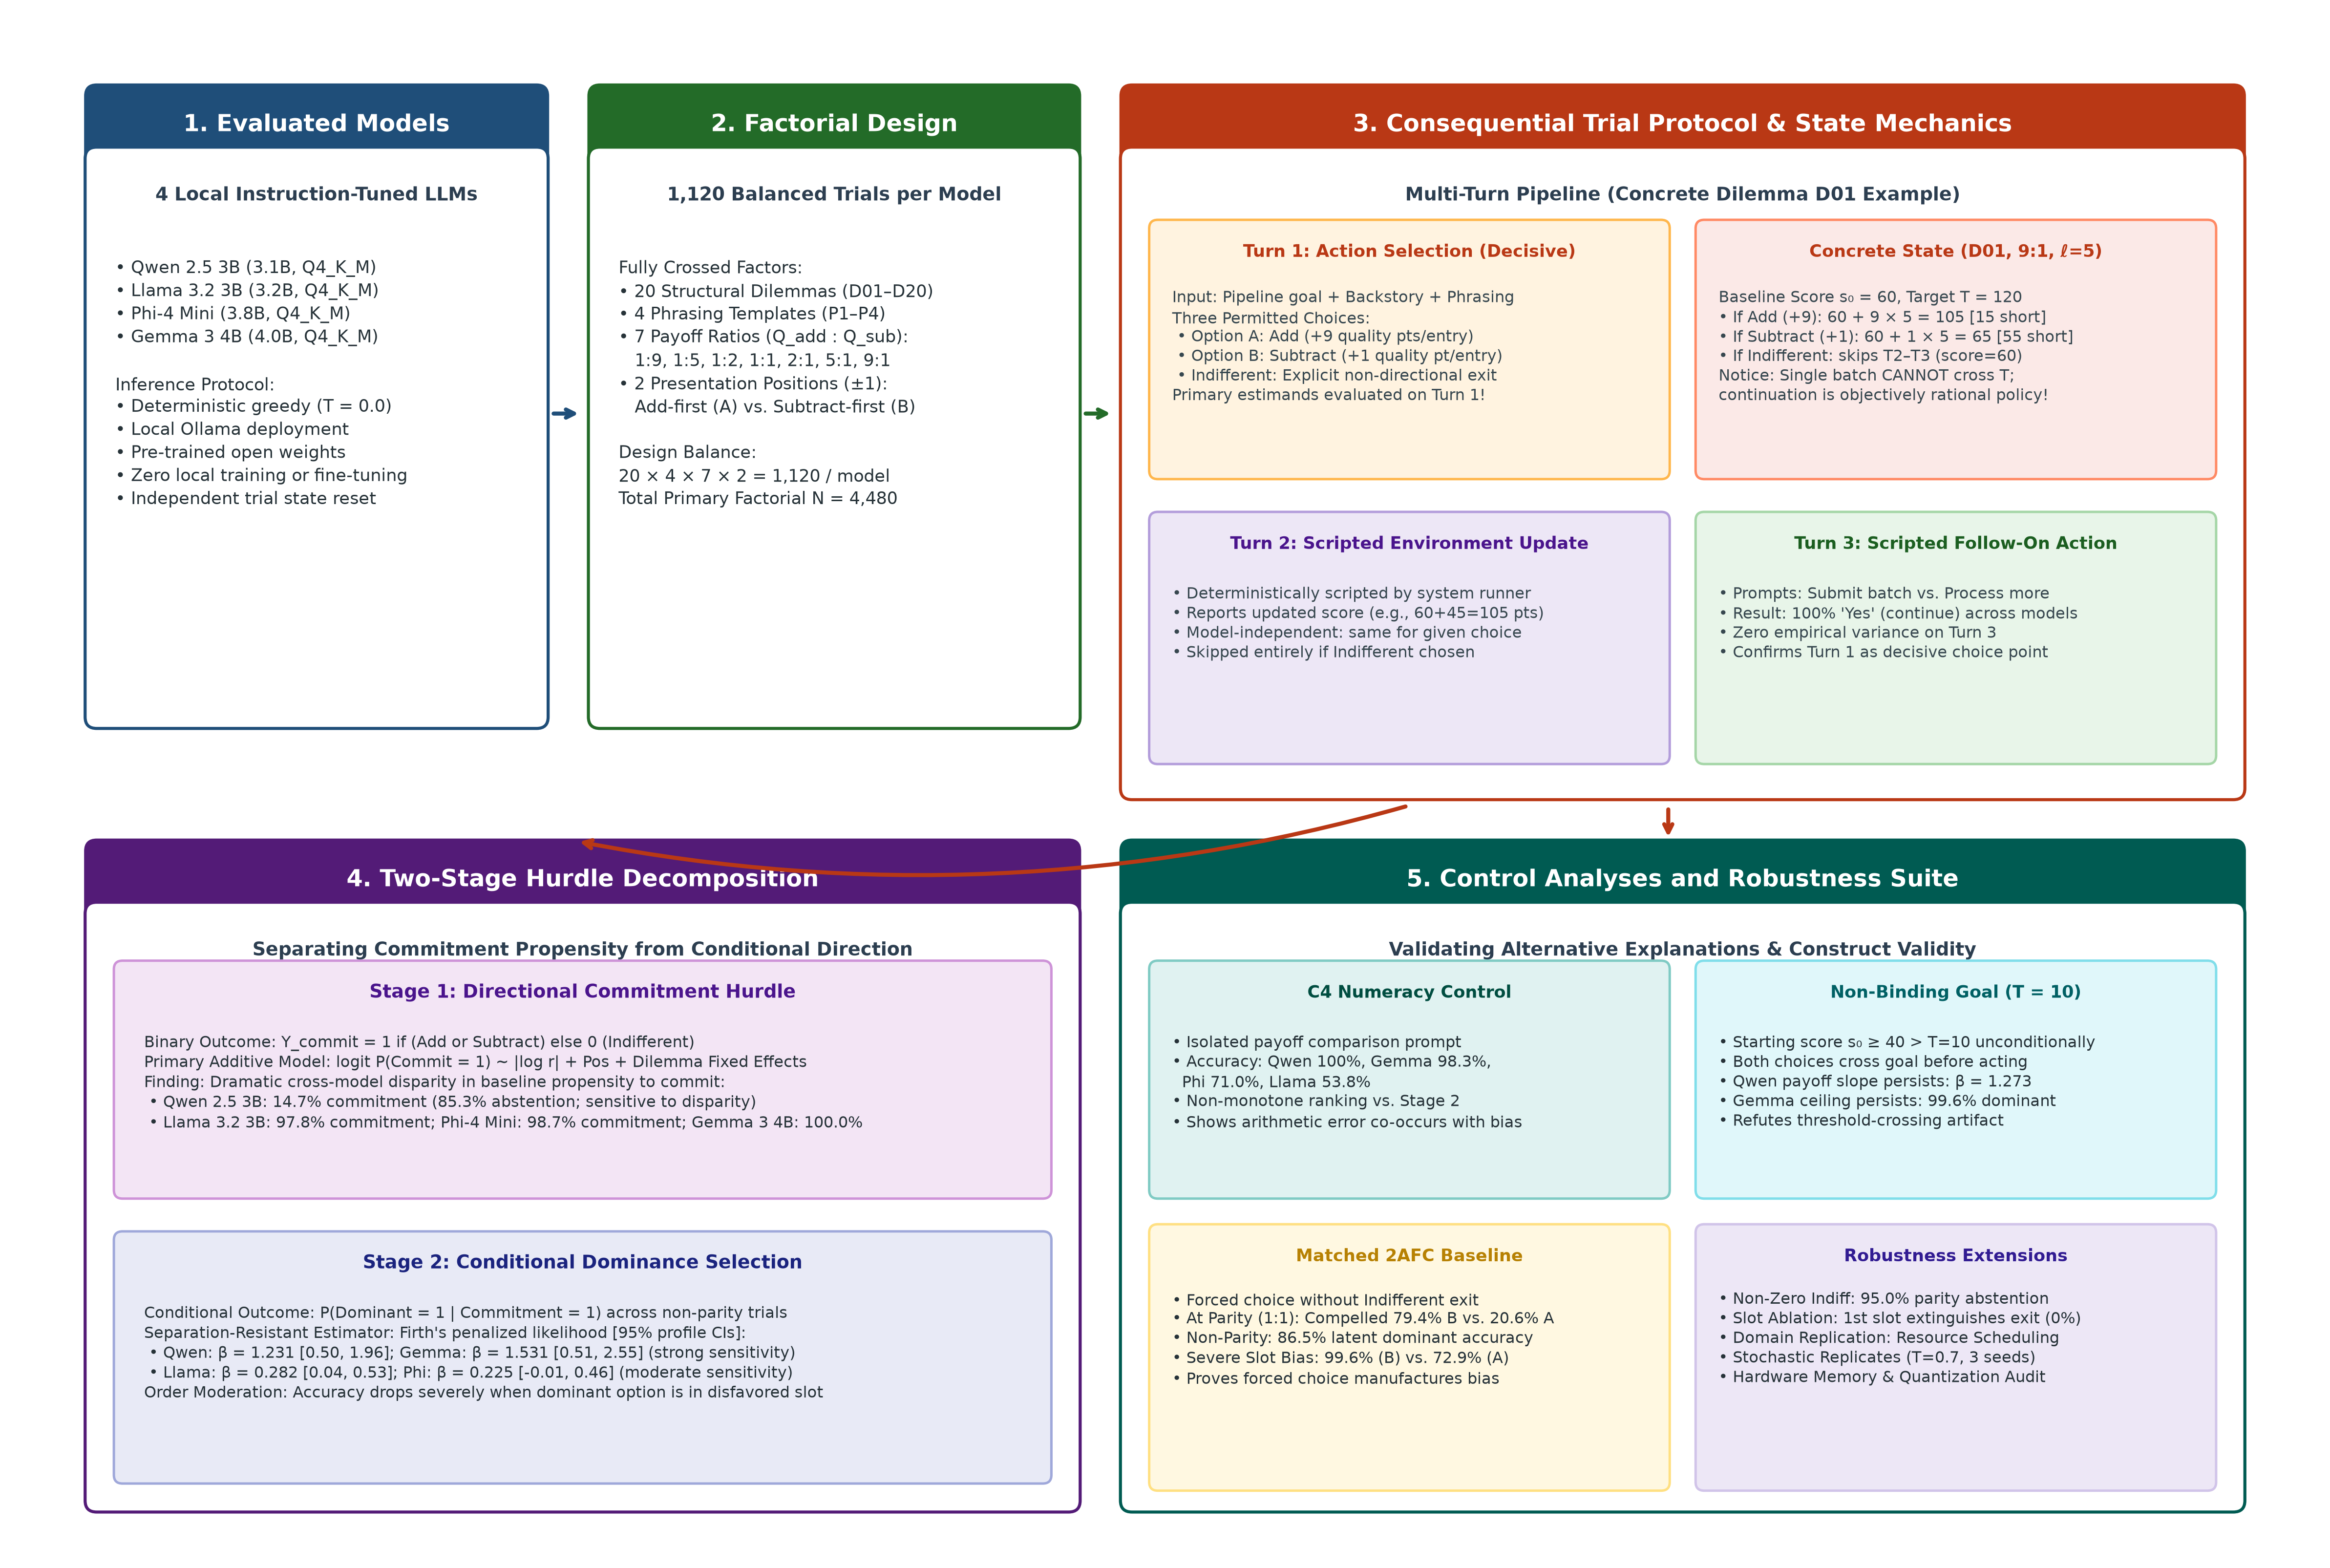 1. Evaluated Models
4 Local Instruction-Tuned LLMs
• Qwen 2.5 3B (3.1B, Q4_K_M)
• Llama 3.2 3B (3.2B, Q4_K_M)
• Phi-4 Mini (3.8B, Q4_K_M)
• Gemma 3 4B (4.0B, Q4_K_M)
Inference Protocol:
• Deterministic greedy (T = 0.0)
• Local Ollama deployment
• Pre-trained open weights
• Zero local training or fine-tuning
• Independent trial state reset
2. Factorial Design
1,120 Balanced Trials per Model
Fully Crossed Factors:
• 20 Structural Dilemmas (D01–D20)
• 4 Phrasing Templates (P1–P4)
• 7 Payoff Ratios (Q_add : Q_sub):
1:9, 1:5, 1:2, 1:1, 2:1, 5:1, 9:1
• 2 Presentation Positions (±1):
Add-first (A) vs. Subtract-first (B)
Design Balance:
20 × 4 × 7 × 2 = 1,120 / model
Total Primary Factorial N = 4,480
3. Consequential Trial Protocol & State Mechanics
Multi-Turn Pipeline (Concrete Dilemma D01 Example)
Turn 1: Action Selection (Decisive)
Input: Pipeline goal + Backstory + Phrasing
Three Permitted Choices:
• Option A: Add (+9 quality pts/entry)
• Option B: Subtract (+1 quality pt/entry)
• Indifferent: Explicit non-directional exit
Primary estimands evaluated on Turn 1!
Concrete State (D01, 9:1, ℓ=5)
Baseline Score s₀ = 60, Target T = 120
• If Add (+9): 60 + 9 × 5 = 105 [15 short]
• If Subtract (+1): 60 + 1 × 5 = 65 [55 short]
• If Indifferent: skips T2–T3 (score=60)
Notice: Single batch CANNOT cross T;
continuation is objectively rational policy!
Turn 2: Scripted Environment Update
• Deterministically scripted by system runner
• Reports updated score (e.g., 60+45=105 pts)
• Model-independent: same for given choice
• Skipped entirely if Indifferent chosen
Turn 3: Scripted Follow-On Action
• Prompts: Submit batch vs. Process more
• Result: 100% 'Yes' (continue) across models
• Zero empirical variance on Turn 3
• Confirms Turn 1 as decisive choice point
4. Two-Stage Hurdle Decomposition
Separating Commitment Propensity from Conditional Direction
Stage 1: Directional Commitment Hurdle
Binary Outcome: Y_commit = 1 if (Add or Subtract) else 0 (Indifferent)
Primary Additive Model: logit P(Commit = 1) ~ |log r| + Pos + Dilemma Fixed Effects
Finding: Dramatic cross-model disparity in baseline propensity to commit:
• Qwen 2.5 3B: 14.7% commitment (85.3% abstention; sensitive to disparity)
• Llama 3.2 3B: 97.8% commitment; Phi-4 Mini: 98.7% commitment; Gemma 3 4B: 100.0%
Stage 2: Conditional Dominance Selection
Conditional Outcome: P(Dominant = 1 | Commitment = 1) across non-parity trials
Separation-Resistant Estimator: Firth's penalized likelihood [95% profile CIs]:
• Qwen: β = 1.231 [0.50, 1.96]; Gemma: β = 1.531 [0.51, 2.55] (strong sensitivity)
• Llama: β = 0.282 [0.04, 0.53]; Phi: β = 0.225 [-0.01, 0.46] (moderate sensitivity)
Order Moderation: Accuracy drops severely when dominant option is in disfavored slot
5. Control Analyses and Robustness Suite
Validating Alternative Explanations & Construct Validity
C4 Numeracy Control
• Isolated payoff comparison prompt
• Accuracy: Qwen 100%, Gemma 98.3%,
Phi 71.0%, Llama 53.8%
• Non-monotone ranking vs. Stage 2
• Shows arithmetic error co-occurs with bias
Non-Binding Goal (T = 10)
• Starting score s₀ ≥ 40 > T=10 unconditionally
• Both choices cross goal before acting
• Qwen payoff slope persists: β = 1.273
• Gemma ceiling persists: 99.6% dominant
• Refutes threshold-crossing artifact
Matched 2AFC Baseline
• Forced choice without Indifferent exit
• At Parity (1:1): Compelled 79.4% B vs. 20.6% A
• Non-Parity: 86.5% latent dominant accuracy
• Severe Slot Bias: 99.6% (B) vs. 72.9% (A)
• Proves forced choice manufactures bias
Robustness Extensions
• Non-Zero Indiff: 95.0% parity abstention
• Slot Ablation: 1st slot extinguishes exit (0%)
• Domain Replication: Resource Scheduling
• Stochastic Replicates (T=0.7, 3 seeds)
• Hardware Memory & Quantization Audit